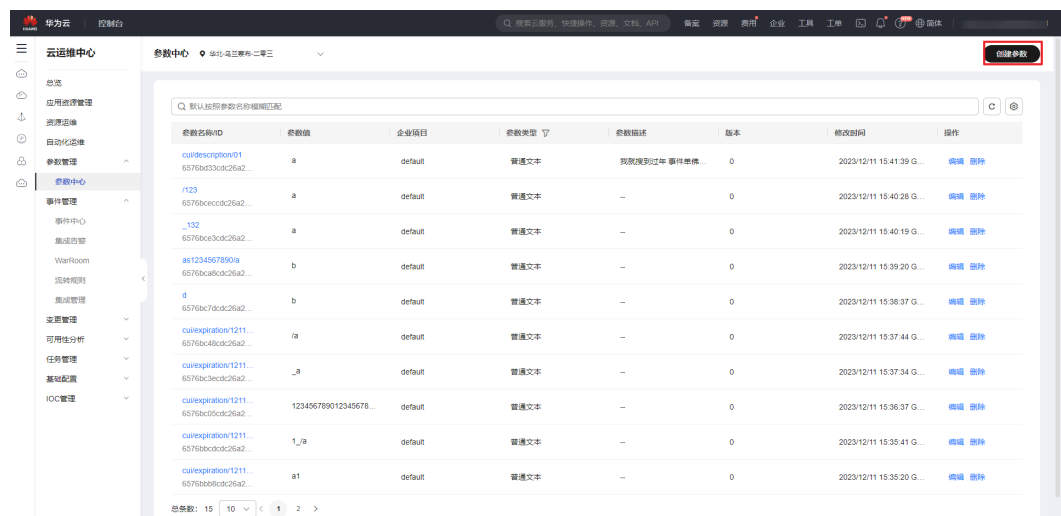 HUAWEI 华为云 控制台 搜索云服务、快捷操作、资源、文档、API 备案 资源 费用 企业 工具 工单 简体
云运维中心
参数中心 华北-乌兰察布-二零三 创建参数
总览
应用资源管理
资源运维
自动化运维
参数管理
参数中心
事件管理
事件中心
集成告警
WarRoom
流转规则
集成管理
变更管理
可用性分析
任务管理
基础配置
IOC管理
默认按照参数名称模糊匹配
参数名称/ID 参数值 企业项目 参数类型 参数描述 版本 修改时间 操作
cui/description/01 a default 普通文本 我就搜到过年 事件单佛... 0 2023/12/11 15:41:39 G... 编辑 删除
6576bd33cdc26a2...
/123 a default 普通文本 -- 0 2023/12/11 15:40:28 G... 编辑 删除
6576bceccdc26a2...
_132 a default 普通文本 -- 0 2023/12/11 15:40:19 G... 编辑 删除
6576bce3cdc26a2...
as1234567890/a b default 普通文本 -- 0 2023/12/11 15:39:20 G... 编辑 删除
6576bca8cdc26a2...
d b default 普通文本 -- 0 2023/12/11 15:38:37 G... 编辑 删除
6576bc7dcdc26a2...
cui/expiration/1211... /a default 普通文本 -- 0 2023/12/11 15:37:44 G... 编辑 删除
6576bc48cdc26a2...
cui/expiration/1211... _a default 普通文本 -- 0 2023/12/11 15:37:34 G... 编辑 删除
6576bc3ecdc26a2...
cui/expiration/1211... 123456789012345678... default 普通文本 -- 0 2023/12/11 15:36:37 G... 编辑 删除
6576bc05cdc26a2...
cui/expiration/1211... 1_/a default 普通文本 -- 0 2023/12/11 15:35:41 G... 编辑 删除
6576bbcdcdc26a2...
cui/expiration/1211... a1 default 普通文本 -- 0 2023/12/11 15:35:20 G... 编辑 删除
6576bbb8cdc26a2...
总条数: 15 10 1 2